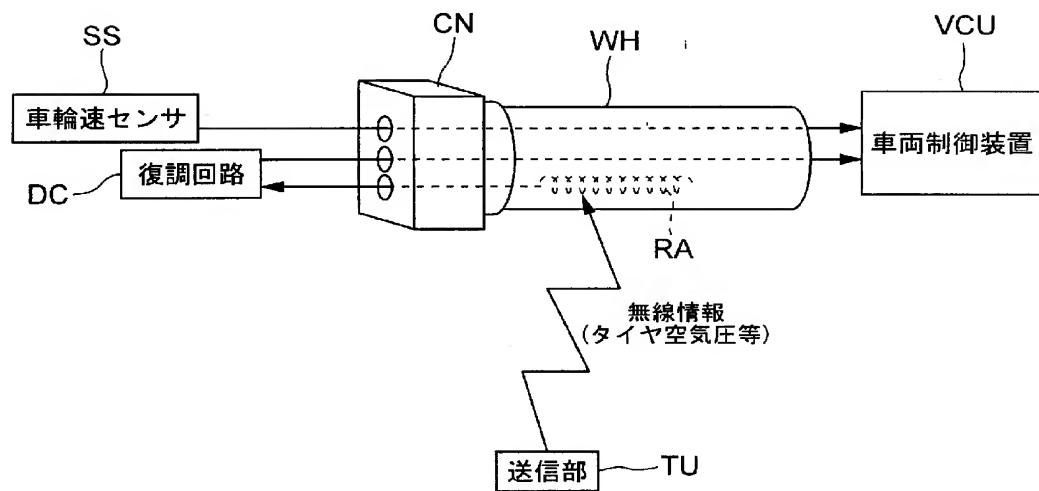 SS
CN
WH
VCU
車輪速センサ
車両制御装置
復調回路
DC
RA
無線情報
(タイヤ空気圧等)
送信部
TU